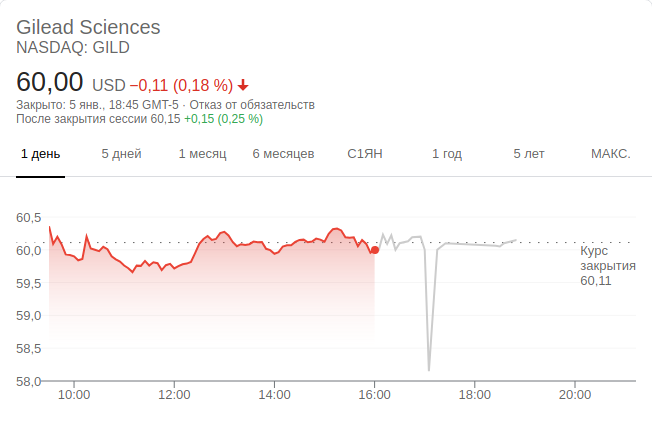 Gilead Sciences
NASDAQ: GILD
60,00 USD −0,11 (0,18 %)
Закрыто: 5 янв., 18:45 GMT-5 · Отказ от обязательств
После закрытия сессии 60,15 +0,15 (0,25 %)
1 день 5 дней 1 месяц 6 месяцев С1ЯН 1 год 5 лет МАКС.
60,5
60,0
59,5
59,0
58,5
58,0
Курс
закрытия
60,11
10:00 12:00 14:00 16:00 18:00 20:00